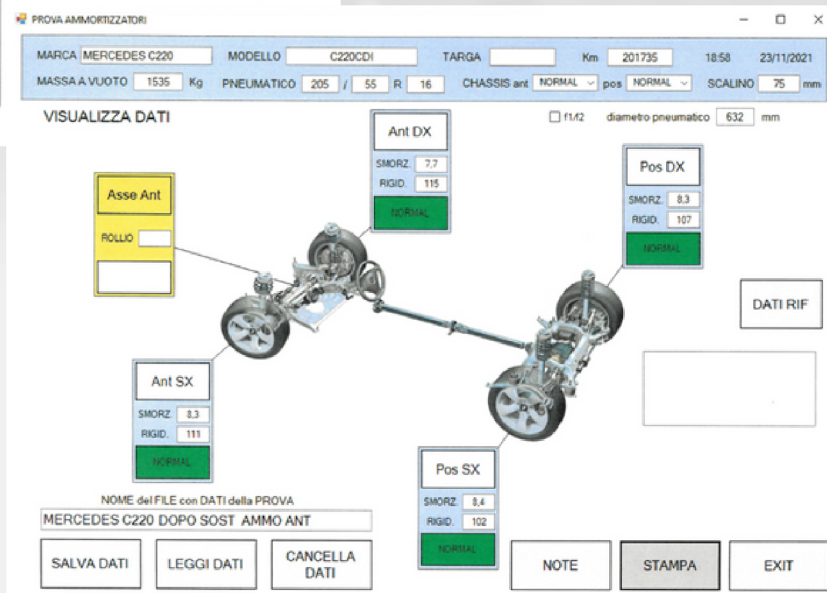 PROVA AMMORTIZZATORI
MARCA MERCEDES C220 MODELLO C220CDI TARGA Km 201735 18:58 23/11/2021
MASSA A VUOTO 1535 Kg PNEUMATICO 205 / 55 R 16 CHASSIS ant NORMAL pos NORMAL SCALINO 75 mm
VISUALIZZA DATI
f1/f2 diametro pneumatico 632 mm
Ant DX
SMORZ. 7,7
RIGID. 115
NORMAL
Pos DX
SMORZ. 8,3
RIGID. 107
NORMAL
Asse Ant
ROLLIO
DATI RIF
Ant SX
SMORZ 8,3
RIGID. 111
NORMAL
Pos SX
SMORZ. 8,4
RIGID. 102
NORMAL
NOME del FILE con DATI della PROVA
MERCEDES C220 DOPO SOST AMMO ANT
SALVA DATI
LEGGI DATI
CANCELLA
DATI
NOTE
STAMPA
EXIT